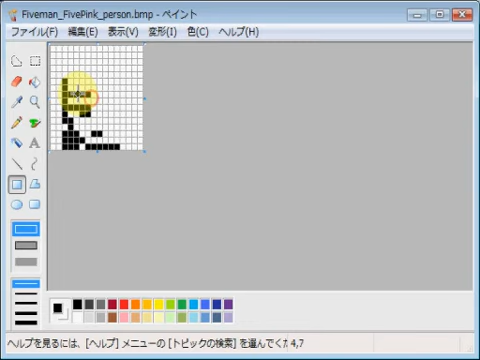 Fiveman_FivePink_person.bmp - ペイント
ファイル(F) 編集(E) 表示(V) 変形(I) 色(C) ヘルプ(H)
A
ヘルプを見るには、[ヘルプ] メニューの [トピックの検索] を選んでくだ 4,7